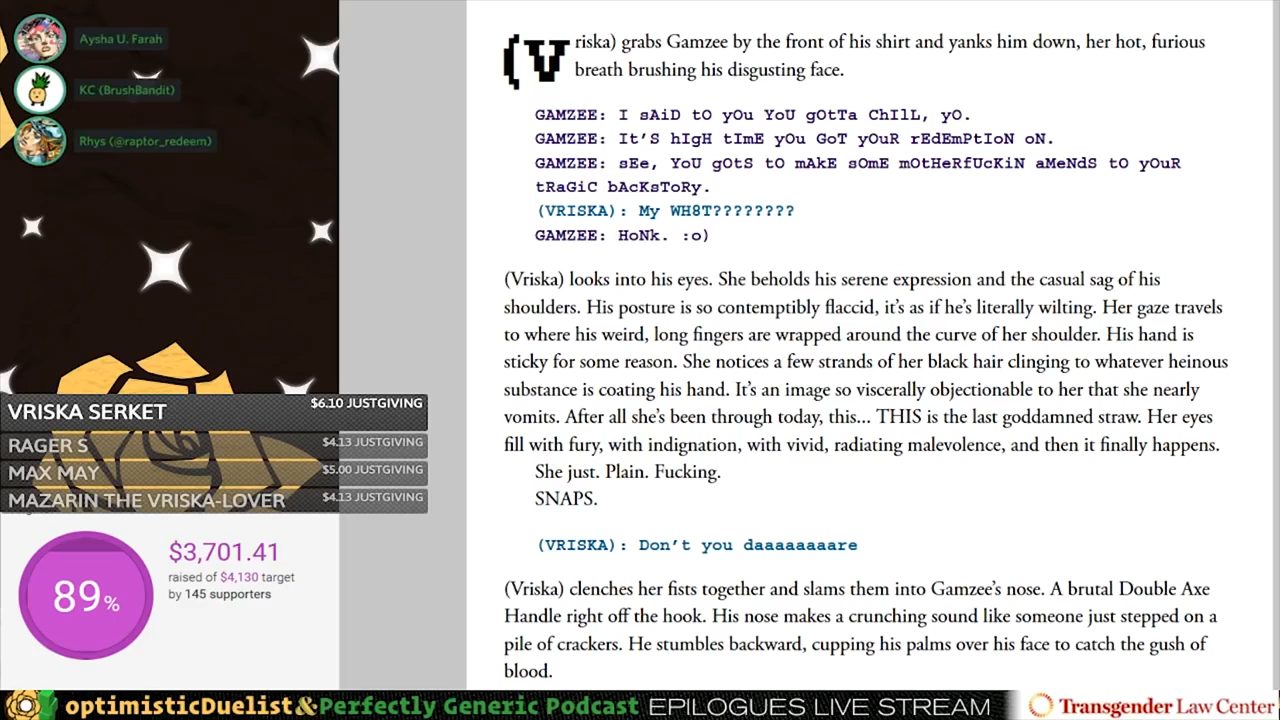 Aysha U. Farah
KC (BrushBandit)
Rhys (@raptor_redeem)
VRISKA SERKET $6.10 JUSTGIVING
RAGER S $4.13 JUSTGIVING
MAX MAY $5.00 JUSTGIVING
MAZARIN THE VRISKA-LOVER $4.13 JUSTGIVING
89%
$3,701.41
raised of $4,130 target
by 145 supporters
(Vriska) grabs Gamzee by the front of his shirt and yanks him down, her hot, furious
breath brushing his disgusting face.
GAMZEE: I sAiD tO yOu YoU gOtTa ChIlL, yO.
GAMZEE: It’S hIgH tImE yOu GoT yOuR rEdEmPtIoN oN.
GAMZEE: sEe, YoU gOtS tO mAkE sOmE mOtHeRfUcKiN aMeNdS tO yOuR
tRaGiC bAcKsToRy.
(VRISKA): My WH8T????????
GAMZEE: HoNk. :o)
(Vriska) looks into his eyes. She beholds his serene expression and the casual sag of his
shoulders. His posture is so contemptibly flaccid, it’s as if he’s literally wilting. Her gaze travels
to where his weird, long fingers are wrapped around the curve of her shoulder. His hand is
sticky for some reason. She notices a few strands of her black hair clinging to whatever heinous
substance is coating his hand. It’s an image so viscerally objectionable to her that she nearly
vomits. After all she’s been through today, this… THIS is the last goddamned straw. Her eyes
fill with fury, with indignation, with vivid, radiating malevolence, and then it finally happens.
She just. Plain. Fucking.
SNAPS.
(VRISKA): Don’t you daaaaaaaare
(Vriska) clenches her fists together and slams them into Gamzee’s nose. A brutal Double Axe
Handle right off the hook. His nose makes a crunching sound like someone just stepped on a
pile of crackers. He stumbles backward, cupping his palms over his face to catch the gush of
blood.
optimisticDuelist&Perfectly Generic Podcast EPILOGUES LIVE STREAM Transgender Law Center